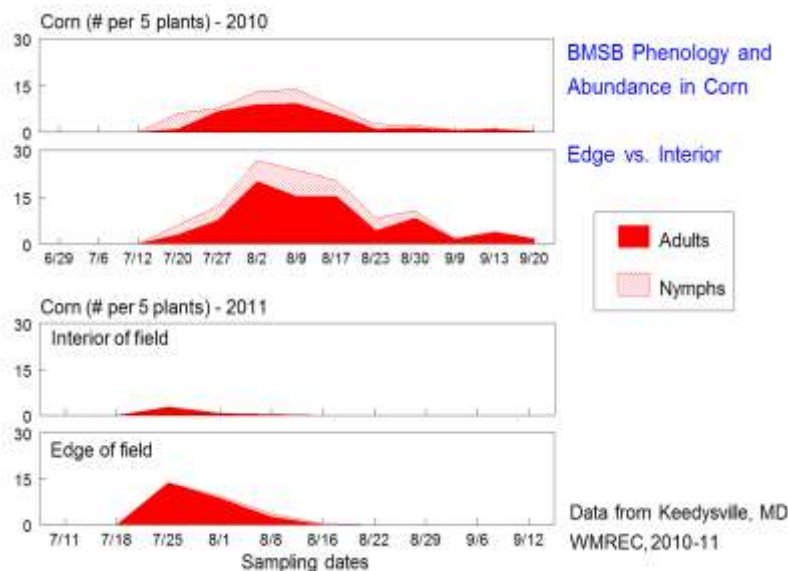 Corn (# per 5 plants) - 2010
30
15
0
30
15
0
6/29 7/6 7/12 7/20 7/27 8/2 8/9 8/17 8/23 8/30 9/9 9/13 9/20
BMSB Phenology and
Abundance in Corn
Edge vs. Interior
Adults
Nymphs
Corn (# per 5 plants) - 2011
30
Interior of field
15
0
30
Edge of field
15
0
7/11 7/18 7/25 8/1 8/8 8/16 8/22 8/29 9/6 9/12
Sampling dates
Data from Keedysville, MD
WMREC, 2010-11